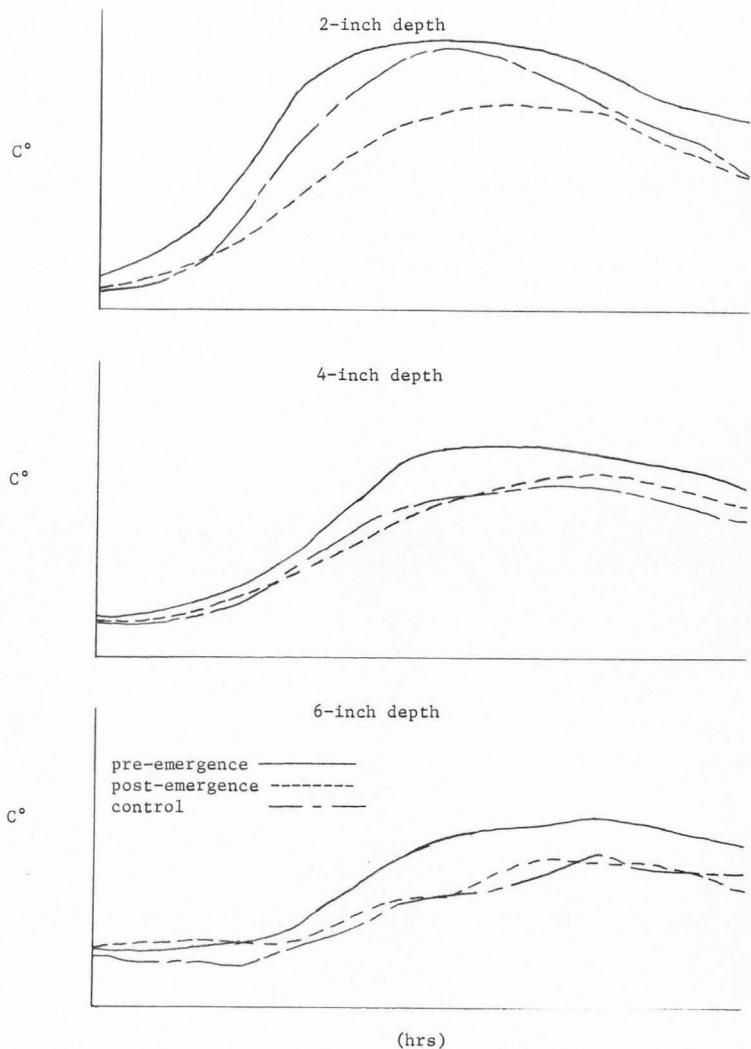 2-inch depth
C°
4-inch depth
C°
6-inch depth
pre-emergence
post-emergence
control
C°
(hrs)